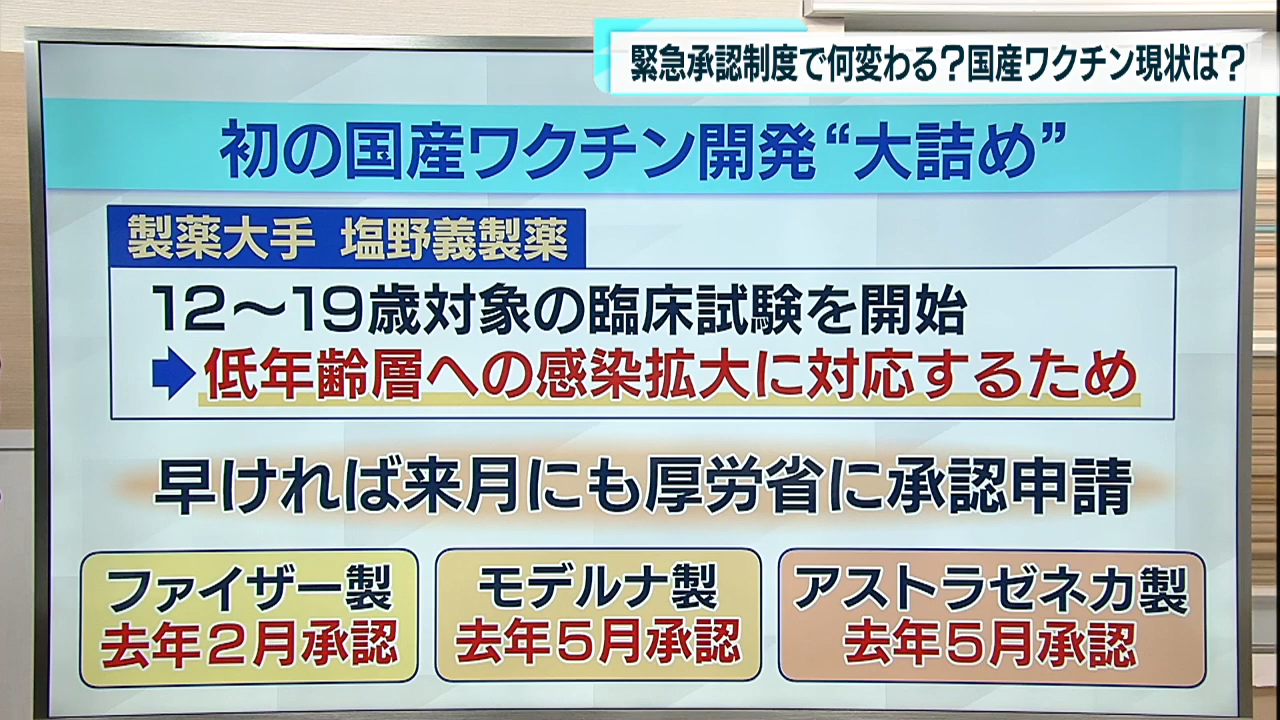 緊急承認制度で何変わる？国産ワクチン現状は？
初の国産ワクチン開発“大詰め”
製薬大手 塩野義製薬
12～19歳対象の臨床試験を開始
➡低年齢層への感染拡大に対応するため
早ければ来月にも厚労省に承認申請
ファイザー製
去年2月承認
モデルナ製
去年5月承認
アストラゼネカ製
去年5月承認